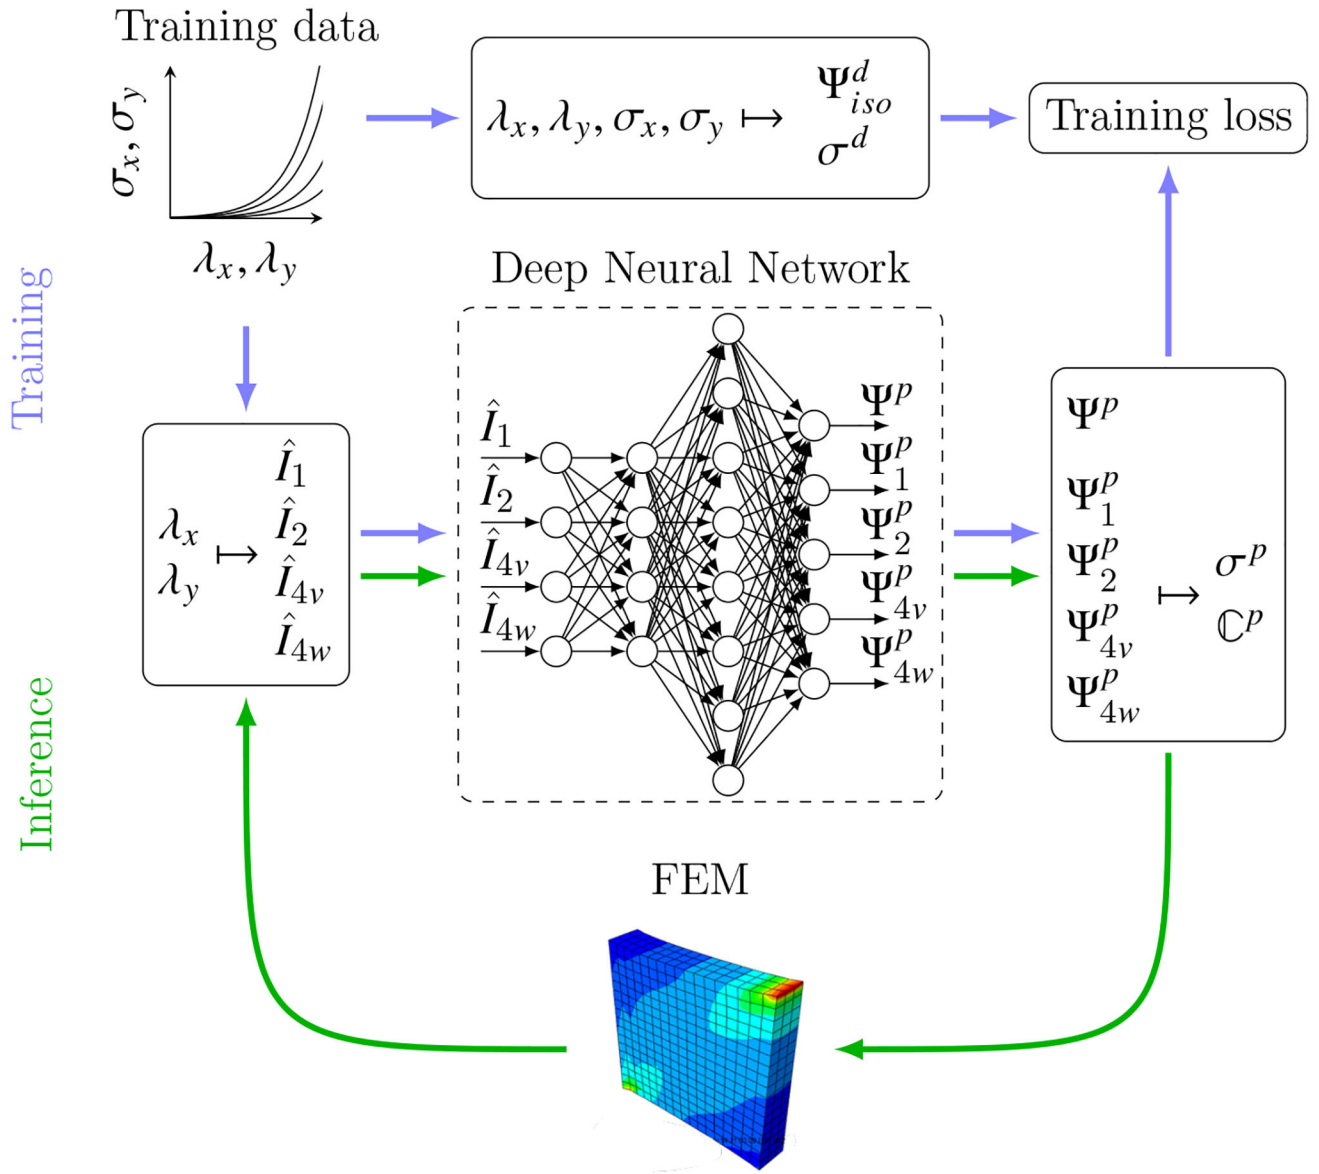 Training data
σx, σy
λx, λy
λx, λy, σx, σy ↦
Ψ^d_iso
σ^d
Training loss
Training
Deep Neural Network
λx
λy
↦
Î1
Î2
Î4v
Î4w
Î1
Î2
Î4v
Î4w
Ψ^p
Ψ^p_1
Ψ^p_2
Ψ^p_4v
Ψ^p_4w
Ψ^p
Ψ^p_1
Ψ^p_2
Ψ^p_4v
Ψ^p_4w
↦
σ^p
ℂ^p
Inference
FEM